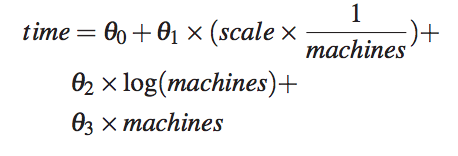 time = θ₀ + θ₁ × (scale × 1/machines) +
θ₂ × log(machines) +
θ₃ × machines